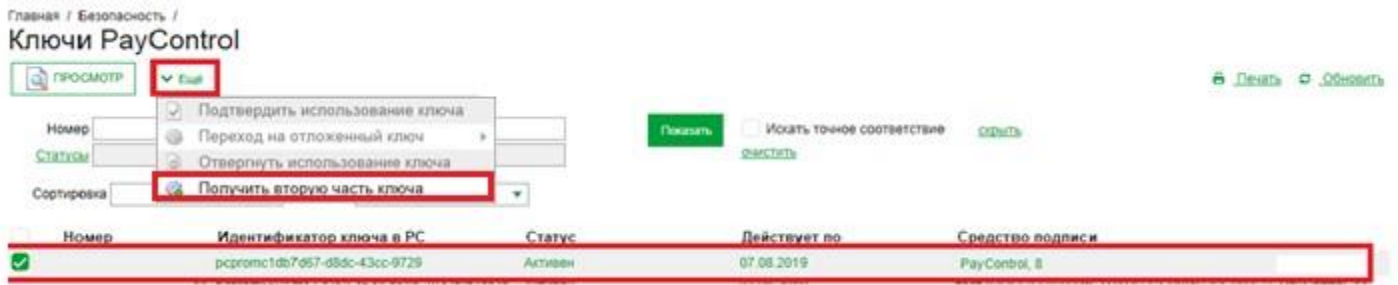 Главная / Безопасность /
Ключи PayControl
ПРОСМОТР
Ещё
Печать
Обновить
Подтвердить использование ключа
Номер
Переход на отложенный ключ
Показать
Искать точное соответствие
скрыть
Статусы
Отвергнуть использование ключа
очистить
Сортировка
Получить вторую часть ключа
Номер Идентификатор ключа в PC Статус Действует по Средство подписи
pcpromc1db7d67-d8dc-43cc-9729 Активен 07.08.2019 PayControl, 8